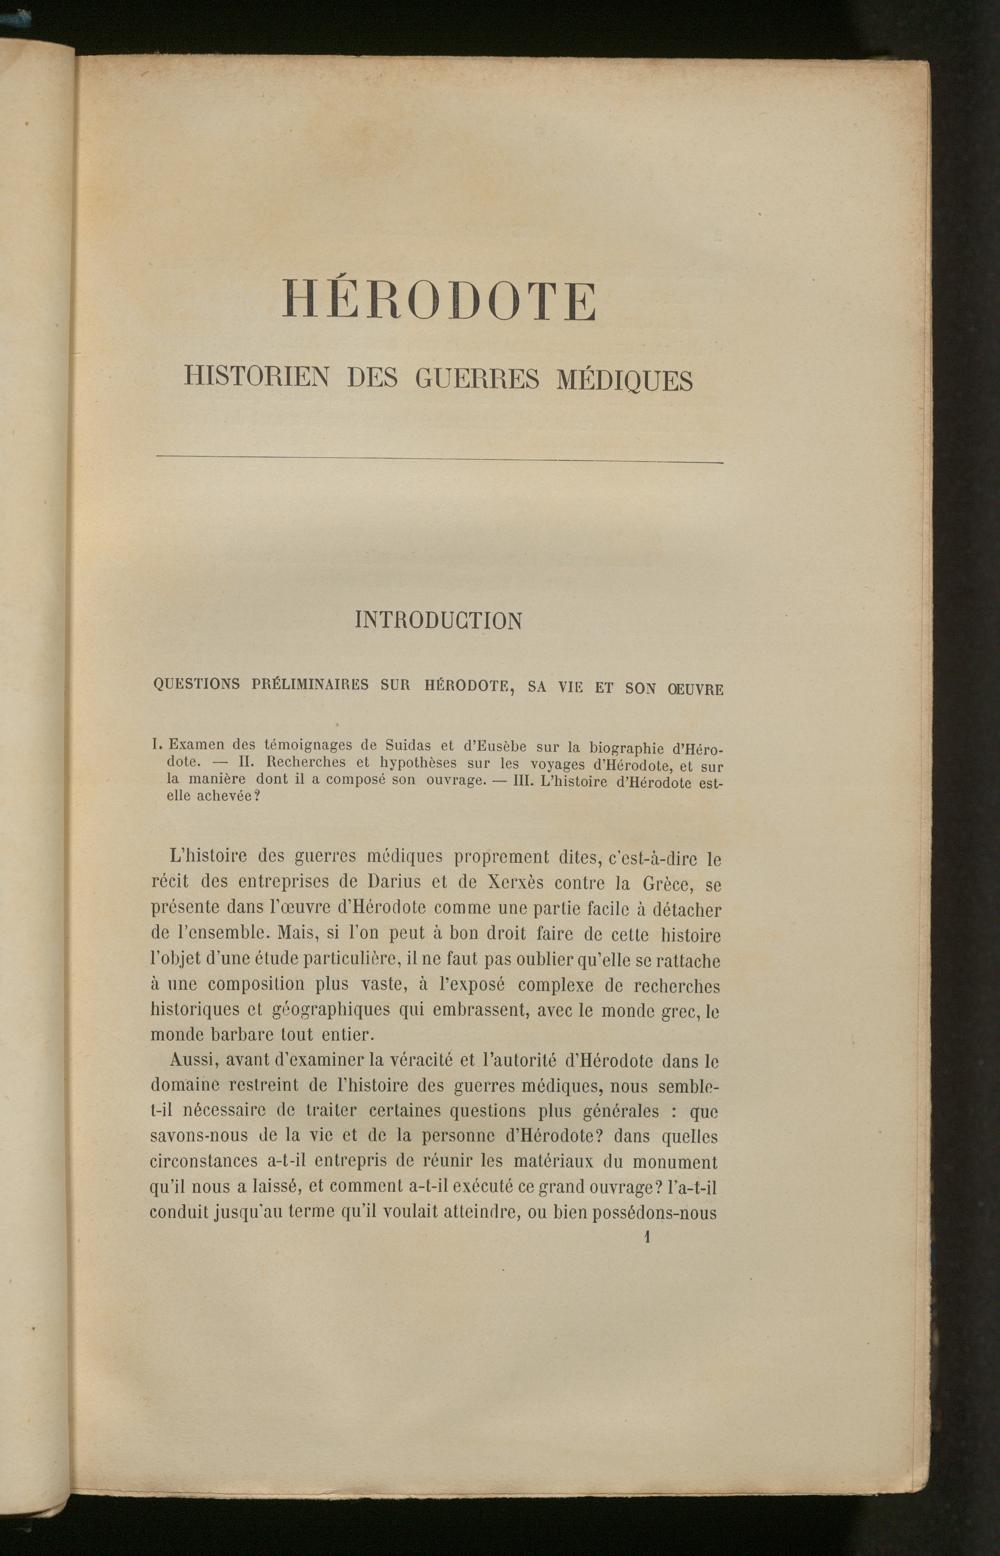 HÉRODOTE
HISTORIEN DES GUERRES MÉDIQUES
INTRODUCTION
QUESTIONS PRÉLIMINAIRES SUR HÉRODOTE, SA VIE ET SON ŒUVRE
I. Examen des témoignages de Suidas et d'Eusèbe sur la biographie d'Héro-
dote. — II. Recherches et hypothèses sur les voyages d'Hérodote, et sur
la manière dont il a composé son ouvrage. — III. L'histoire d'Hérodote est-
elle achevée?
L'histoire des guerres médiques proprement dites, c'est-à-dire le
récit des entreprises de Darius et de Xerxès contre la Grèce, se
présente dans l'œuvre d'Hérodote comme une partie facile à détacher
de l'ensemble. Mais, si l'on peut à bon droit faire de cette histoire
l'objet d'une étude particulière, il ne faut pas oublier qu'elle se rattache
à une composition plus vaste, à l'exposé complexe de recherches
historiques et géographiques qui embrassent, avec le monde grec, le
monde barbare tout entier.
Aussi, avant d'examiner la véracité et l'autorité d'Hérodote dans le
domaine restreint de l'histoire des guerres médiques, nous semble-
t-il nécessaire de traiter certaines questions plus générales : que
savons-nous de la vie et de la personne d'Hérodote? dans quelles
circonstances a-t-il entrepris de réunir les matériaux du monument
qu'il nous a laissé, et comment a-t-il exécuté ce grand ouvrage? l'a-t-il
conduit jusqu'au terme qu'il voulait atteindre, ou bien possédons-nous
1